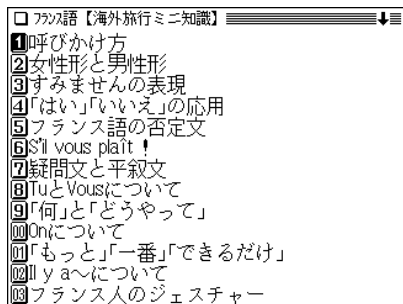 フランス語【海外旅行ミニ知識】
1呼びかけ方
2女性形と男性形
3すみませんの表現
4「はい」「いいえ」の応用
5フランス語の否定文
6S'il vous plaît !
7疑問文と平叙文
8TuとVousについて
9「何」と「どうやって」
00Onについて
01「もっと」「一番」「できるだけ」
02Il y a～について
03フランス人のジェスチャー